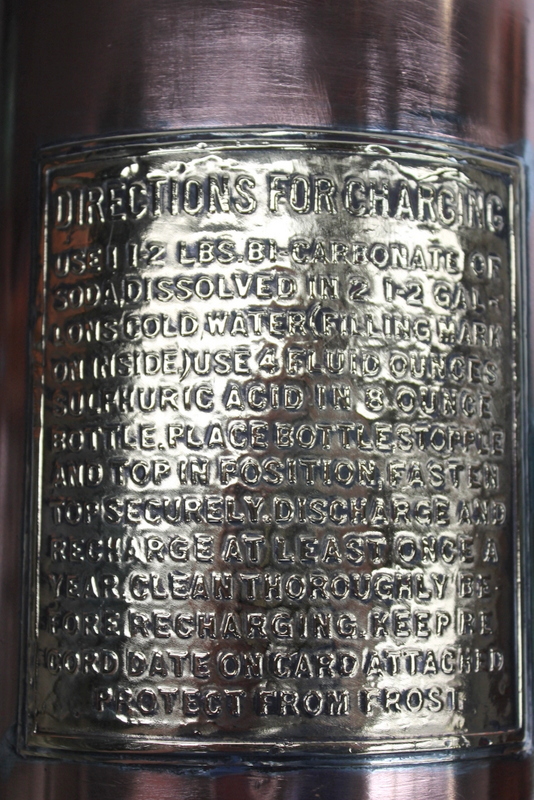 DIRECTIONS FOR CHARGING
USE 1 1-2 LBS. BI-CARBONATE OF
SODA, DISSOLVED IN 2 1-2 GAL-
LONS COLD WATER (FILLING MARK
ON INSIDE) USE 4 FLUID OUNCES
SULPHURIC ACID IN 8 OUNCE
BOTTLE. PLACE BOTTLE STOPPLE
AND TOP IN POSITION, FASTEN
TOP SECURELY. DISCHARGE AND
RECHARGE AT LEAST ONCE A
YEAR. CLEAN THOROUGHLY BE-
FORE RECHARGING. KEEP RE
CORD DATE ON CARD ATTACHED
PROTECT FROM FROST